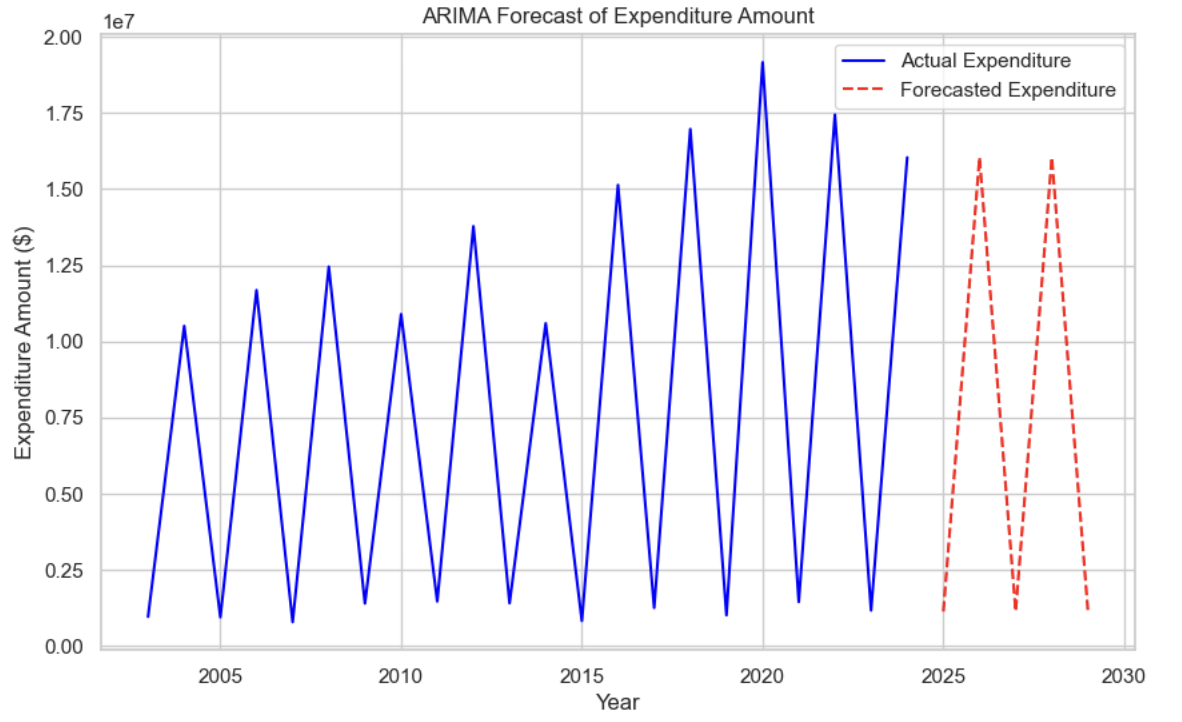 ARIMA Forecast of Expenditure Amount
1e7
2.00
1.75
1.50
1.25
1.00
0.75
0.50
0.25
0.00
Expenditure Amount ($)
Actual Expenditure
Forecasted Expenditure
2005 2010 2015 2020 2025 2030
Year